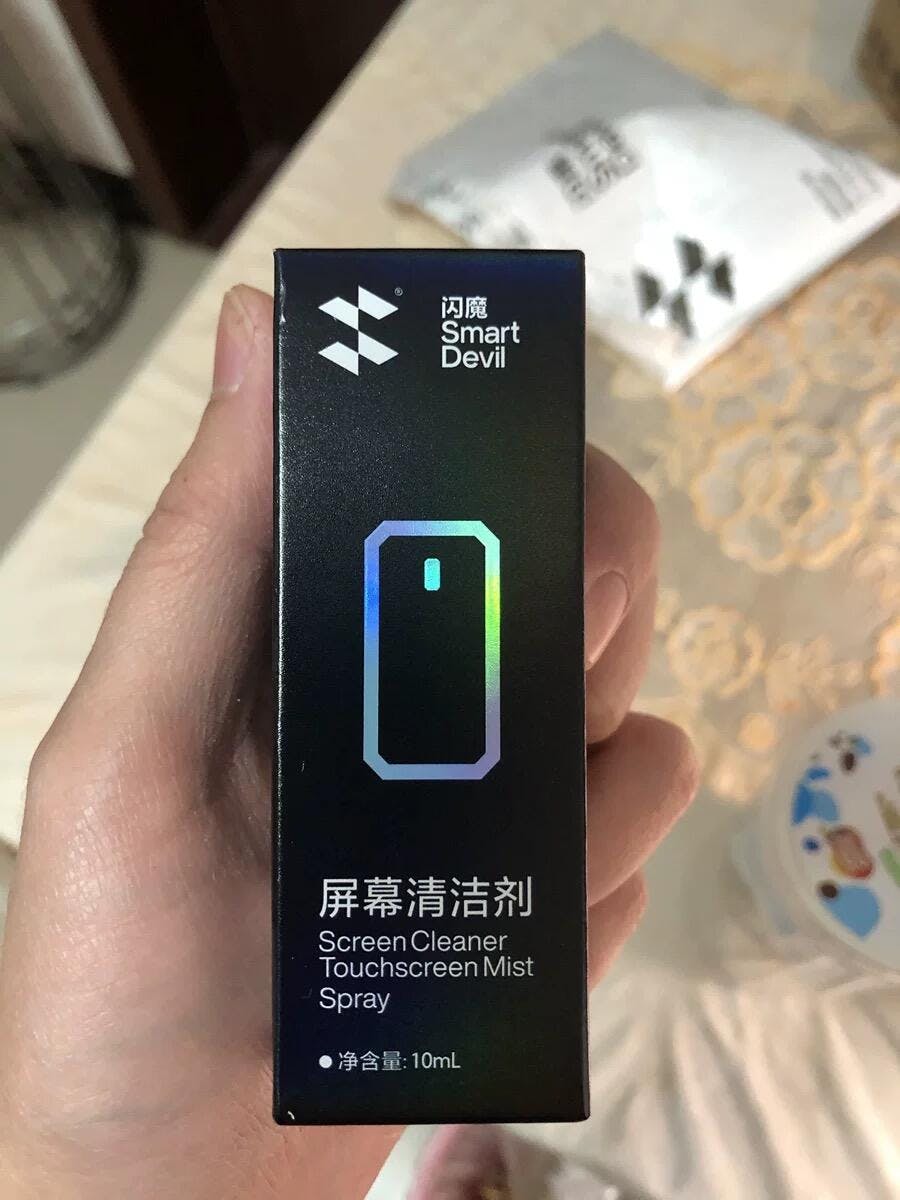 ®
闪魔
Smart
Devil
屏幕清洁剂
Screen Cleaner
Touchscreen Mist
Spray
● 净含量: 10mL